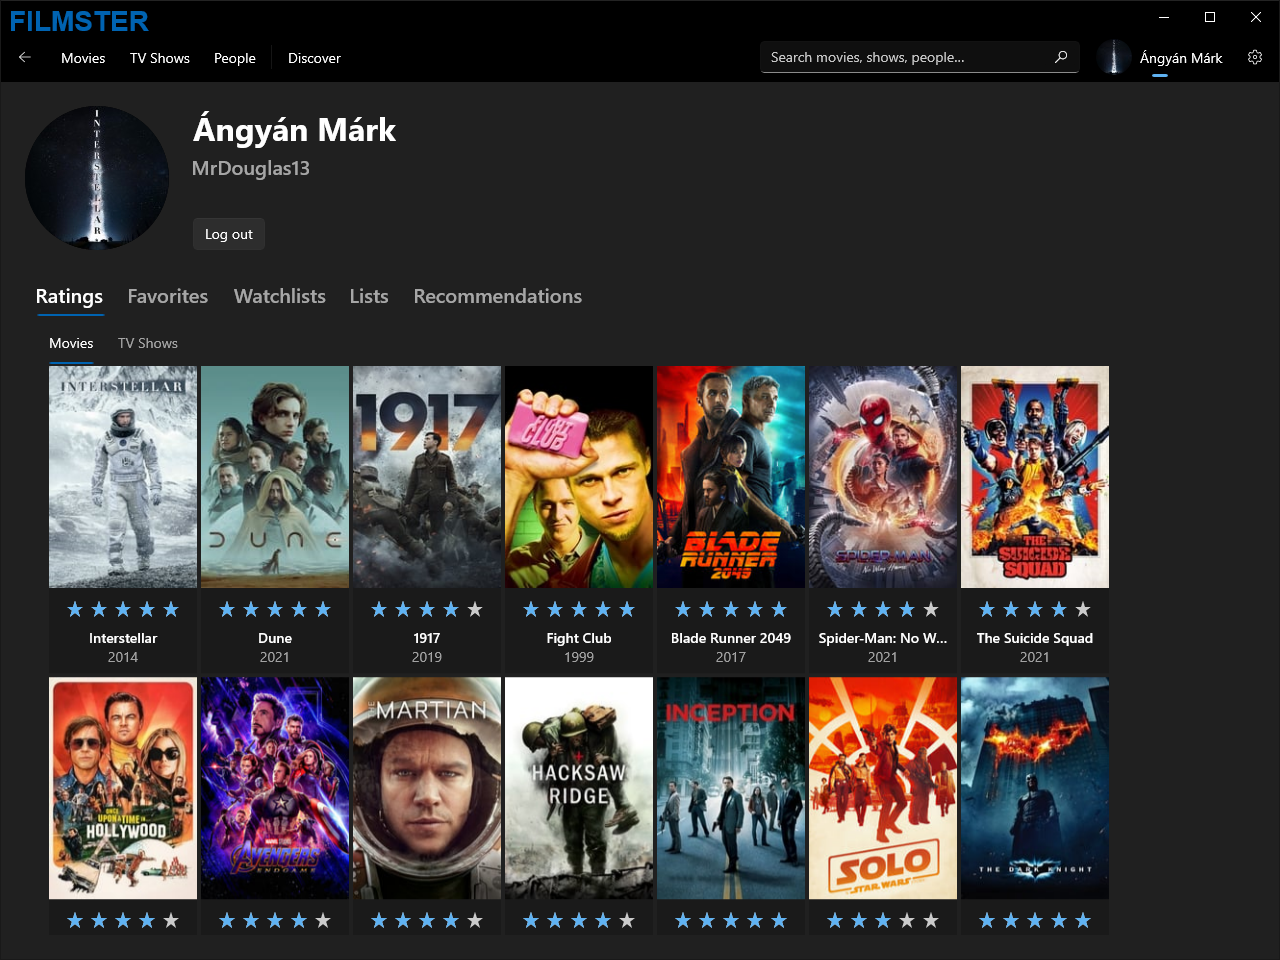 FILMSTER
Movies
TV Shows
People
Discover
Search movies, shows, people...
Ángyán Márk
INTERSTELLAR
Ángyán Márk
MrDouglas13
Log out
Ratings
Favorites
Watchlists
Lists
Recommendations
Movies
TV Shows
INTERSTELLAR
DUNE
1917
FIGHT
CLUB
BLADE
RUNNER
2049
SPIDER-MAN
No Way Home
THE
SUICIDE
SQUAD
Interstellar
2014
Dune
2021
1917
2019
Fight Club
1999
Blade Runner 2049
2017
Spider-Man: No W...
2021
The Suicide Squad
2021
ONCE
UPON A TIME IN
HOLLYWOOD
AVENGERS
ENDGAME
THE
MARTIAN
HACKSAW
RIDGE
INCEPTION
SOLO
STAR WARS
THE DARK KNIGHT